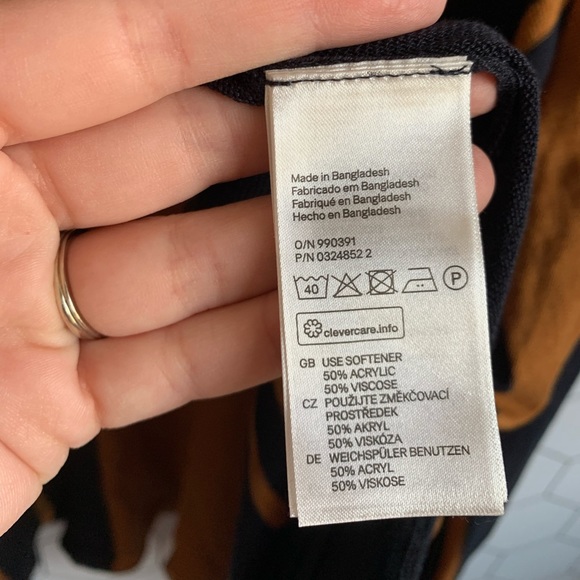 Made in Bangladesh
Fabricado em Bangladesh
Fabriqué en Bangladesh
Hecho en Bangladesh
O/N 990391
P/N 0324852 2
40 P
clevercare.info
GB USE SOFTENER
50% ACRYLIC
50% VISCOSE
CZ POUŽIJTE ZMĚKČOVACÍ
PROSTŘEDEK
50% AKRYL
50% VISKÓZA
DE WEICHSPÜLER BENUTZEN
50% ACRYL
50% VISKOSE